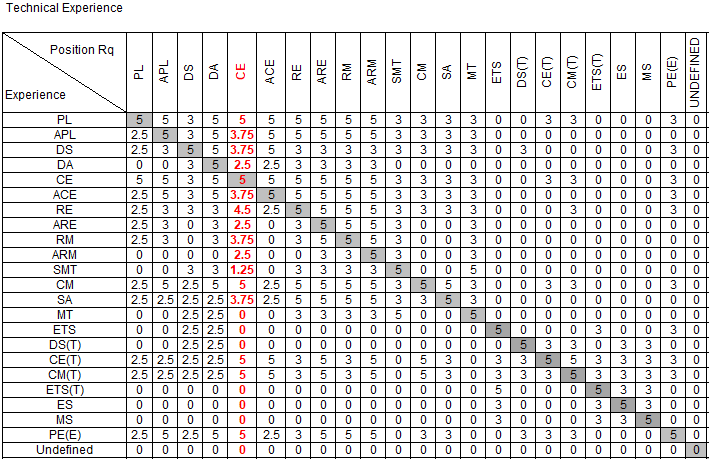 Technical Experience
Position Rq
Experience
PL APL DS DA CE ACE RE ARE RM ARM SMT CM SA MT ETS DS(T) CE(T) CM(T) ETS(T) ES MS PE(E) UNDEFINED
PL 5 5 3 5 5 5 5 5 5 5 3 3 3 3 0 0 3 3 0 0 0 3 0
APL 2.5 5 3 5 3.75 5 5 5 5 5 3 3 3 3 0 0 0 0 0 0 0 3 0
DS 2.5 3 5 5 3.75 5 5 5 5 5 3 3 3 3 0 3 0 0 0 0 0 3 0
DA 0 0 3 5 2.5 2.5 3 3 3 3 0 0 0 0 0 0 0 0 0 0 0 0 0
CE 5 5 3 5 5 5 5 5 5 5 3 3 3 3 0 0 3 3 0 0 0 3 0
ACE 2.5 5 3 5 3.75 5 5 5 5 5 3 3 3 3 0 0 0 0 0 0 0 3 0
RE 2.5 3 3 3 4.5 2.5 5 5 5 5 3 3 3 3 0 0 0 3 0 0 0 3 0
ARE 0 3 0 3 2.5 0 3 5 5 5 3 0 0 3 0 0 0 0 0 0 0 0 0
RM 2.5 3 0 3 3.75 0 3 5 5 5 3 0 0 3 0 0 0 0 0 0 0 0 0
ARM 0 0 0 0 2.5 0 0 3 3 5 3 0 0 3 0 0 0 0 0 0 0 0 0
SMT 0 0 3 3 1.25 0 3 3 3 3 5 0 0 5 0 0 0 0 0 0 0 0 0
CM 2.5 5 2.5 5 5 2.5 5 5 5 5 3 5 5 3 0 0 3 3 0 0 0 3 0
SA 2.5 2.5 2.5 2.5 3.75 2.5 5 5 5 5 3 3 5 3 0 0 0 0 0 0 0 0 0
MT 0 0 2.5 2.5 0 0 3 3 3 3 5 0 0 5 0 0 0 0 0 0 0 3 0
ETS 0 0 2.5 2.5 0 0 0 0 0 0 0 0 0 0 5 0 0 0 3 0 0 3 0
DS(T) 0 0 2.5 2.5 0 0 0 0 0 0 0 0 0 0 0 5 3 3 0 3 3 0 0
CE(T) 2.5 2.5 2.5 2.5 5 5 3 5 3 5 0 5 3 0 3 3 5 5 3 3 3 3 0
CM(T) 2.5 2.5 2.5 2.5 5 5 3 5 3 5 0 5 3 0 3 3 3 5 3 3 3 3 0
ETS(T) 0 0 0 0 0 0 0 0 0 0 0 0 0 0 5 0 0 0 5 3 3 0 0
ES 0 0 0 0 0 0 0 0 0 0 0 0 0 0 3 0 0 0 3 5 3 0 0
MS 0 0 0 0 0 0 0 0 0 0 0 0 0 0 3 0 0 0 3 3 5 0 0
PE(E) 2.5 5 2.5 5 5 2.5 3 5 5 5 0 3 3 0 3 3 3 3 0 0 0 5 0
Undefined 0 0 0 0 0 0 0 0 0 0 0 0 0 0 0 0 0 0 0 0 0 0 0